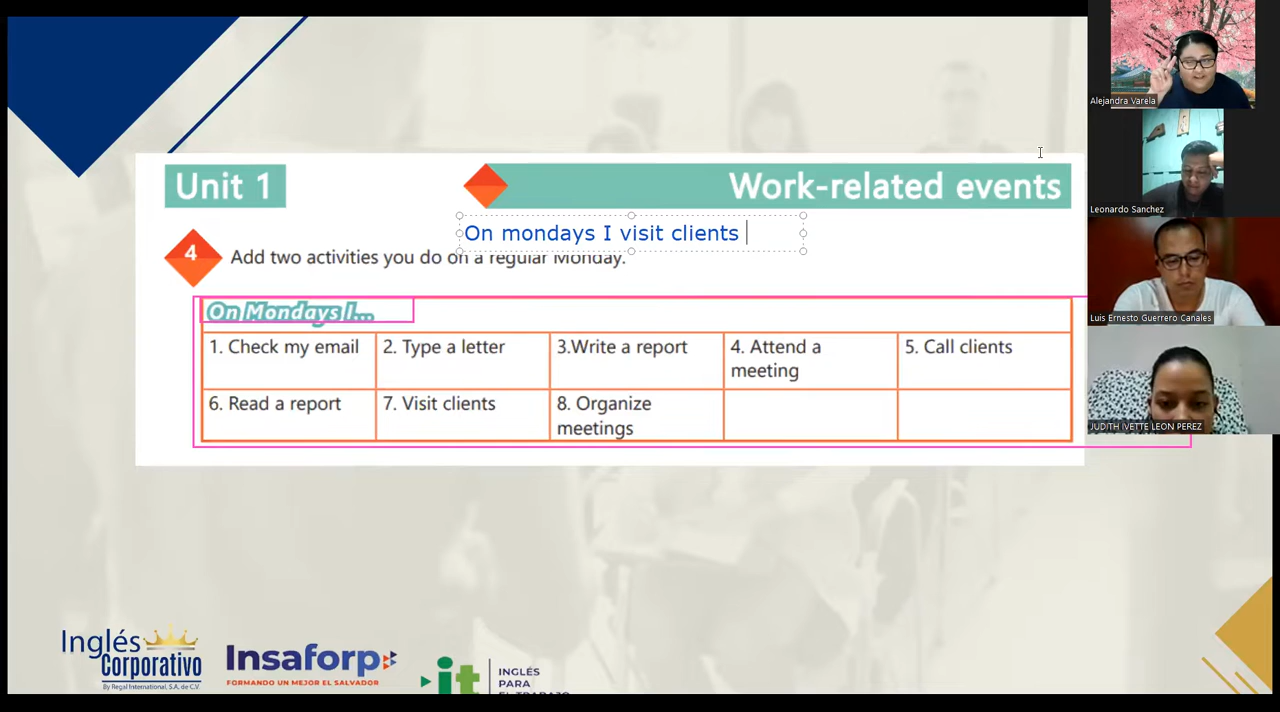 Alejandra Varela
Leonardo Sanchez
Luis Ernesto Guerrero Canales
JUDITH IVETTE LEON PEREZ
Unit 1
Work-related events
On mondays I visit clients
4
Add two activities you do on a regular Monday.
On Mondays I...
1. Check my email
2. Type a letter
3.Write a report
4. Attend a
meeting
5. Call clients
6. Read a report
7. Visit clients
8. Organize
meetings
Inglés
Corporativo
By Regal International, S.A. de C.V.
Insaforp
FORMANDO UN MEJOR EL SALVADOR
it
INGLÉS
PARA
EL TRABAJO